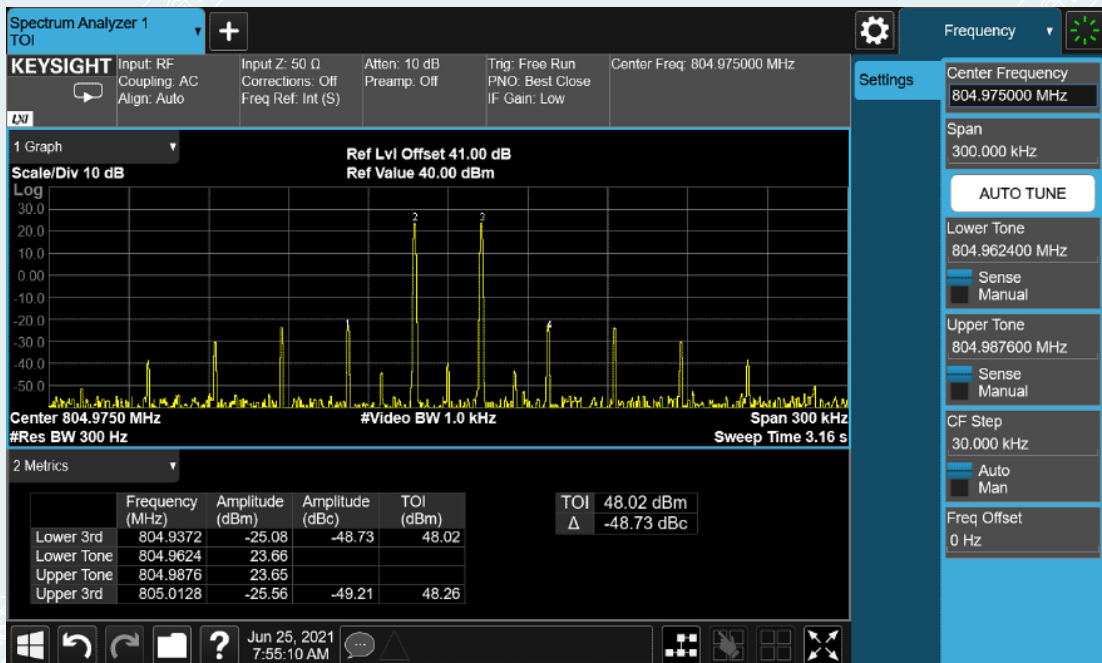 Spectrum Analyzer 1
TOI
+
Frequency
KEYSIGHT
LXI
Input: RF
Coupling: AC
Align: Auto
Input Z: 50 Ω
Corrections: Off
Freq Ref: Int (S)
Atten: 10 dB
Preamp: Off
Trig: Free Run
PNO: Best Close
IF Gain: Low
Center Freq: 804.975000 MHz
Settings
Center Frequency
804.975000 MHz
Span
300.000 kHz
AUTO TUNE
Lower Tone
804.962400 MHz
Sense
Manual
Upper Tone
804.987600 MHz
Sense
Manual
CF Step
30.000 kHz
Auto
Man
Freq Offset
0 Hz
1 Graph
Scale/Div 10 dB
Ref Lvl Offset 41.00 dB
Ref Value 40.00 dBm
Log
30.0
20.0
10.0
0.00
-10.0
-20.0
-30.0
-40.0
-50.0
1
2
3
4
Center 804.9750 MHz
#Video BW 1.0 kHz
Span 300 kHz
#Res BW 300 Hz
Sweep Time 3.16 s
2 Metrics
Frequency (MHz) Amplitude (dBm) Amplitude (dBc) TOI (dBm)
Lower 3rd 804.9372 -25.08 -48.73 48.02
Lower Tone 804.9624 23.66
Upper Tone 804.9876 23.65
Upper 3rd 805.0128 -25.56 -49.21 48.26
TOI 48.02 dBm
Δ -48.73 dBc
?
Jun 25, 2021
7:55:10 AM